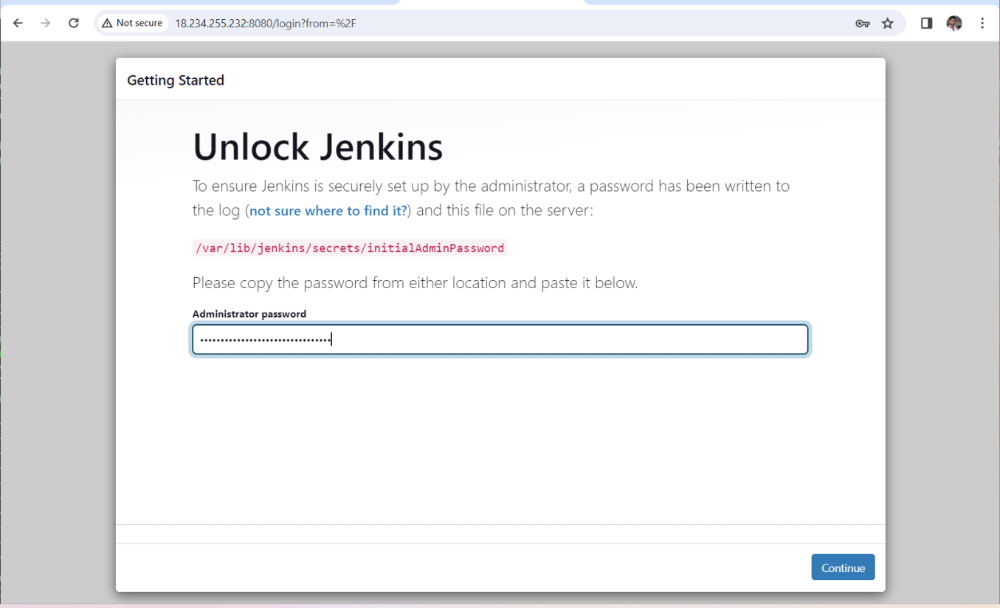 Not secure
18.234.255.232:8080/login?from=%2F
Getting Started
Unlock Jenkins
To ensure Jenkins is securely set up by the administrator, a password has been written to
the log (not sure where to find it?) and this file on the server:
/var/lib/jenkins/secrets/initialAdminPassword
Please copy the password from either location and paste it below.
Administrator password
••••••••••••••••••••••••••••••••
Continue